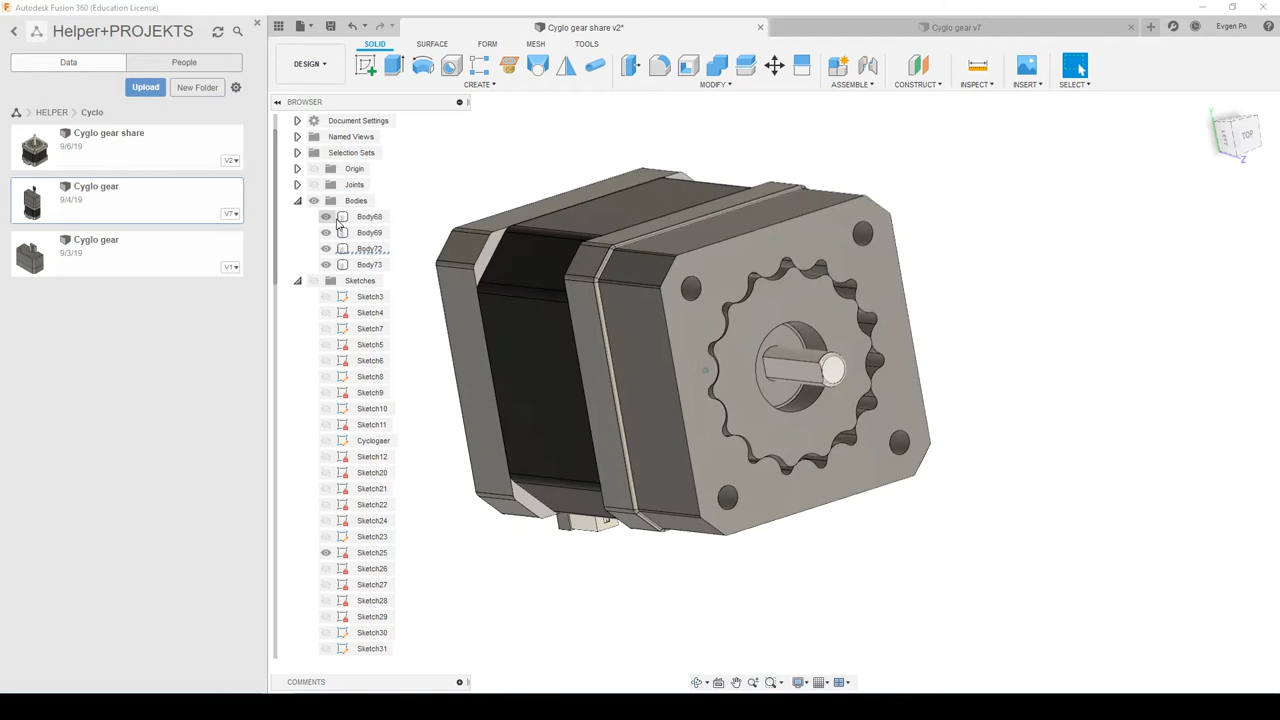 Autodesk Fusion 360 (Education License)
Helper+PROJEKTS
Data
People
Upload
New Folder
HELPER
Cyclo
Cyglo gear share
9/6/19
V2
Cyglo gear
9/4/19
V7
Cyglo gear
9/3/19
V1
Cyglo gear share v2*
Cyglo gear v7
Evgen Po
SOLID
SURFACE
FORM
MESH
TOOLS
DESIGN
CREATE
MODIFY
ASSEMBLE
CONSTRUCT
INSPECT
INSERT
SELECT
BROWSER
Document Settings
Named Views
Selection Sets
Origin
Joints
Bodies
Body68
Body69
Body72
Body73
Sketches
Sketch3
Sketch4
Sketch7
Sketch5
Sketch6
Sketch8
Sketch9
Sketch10
Sketch11
Cyclogaer
Sketch12
Sketch20
Sketch21
Sketch22
Sketch24
Sketch23
Sketch25
Sketch26
Sketch27
Sketch28
Sketch29
Sketch30
Sketch31
COMMENTS
TOP
LEFT
Y
Z